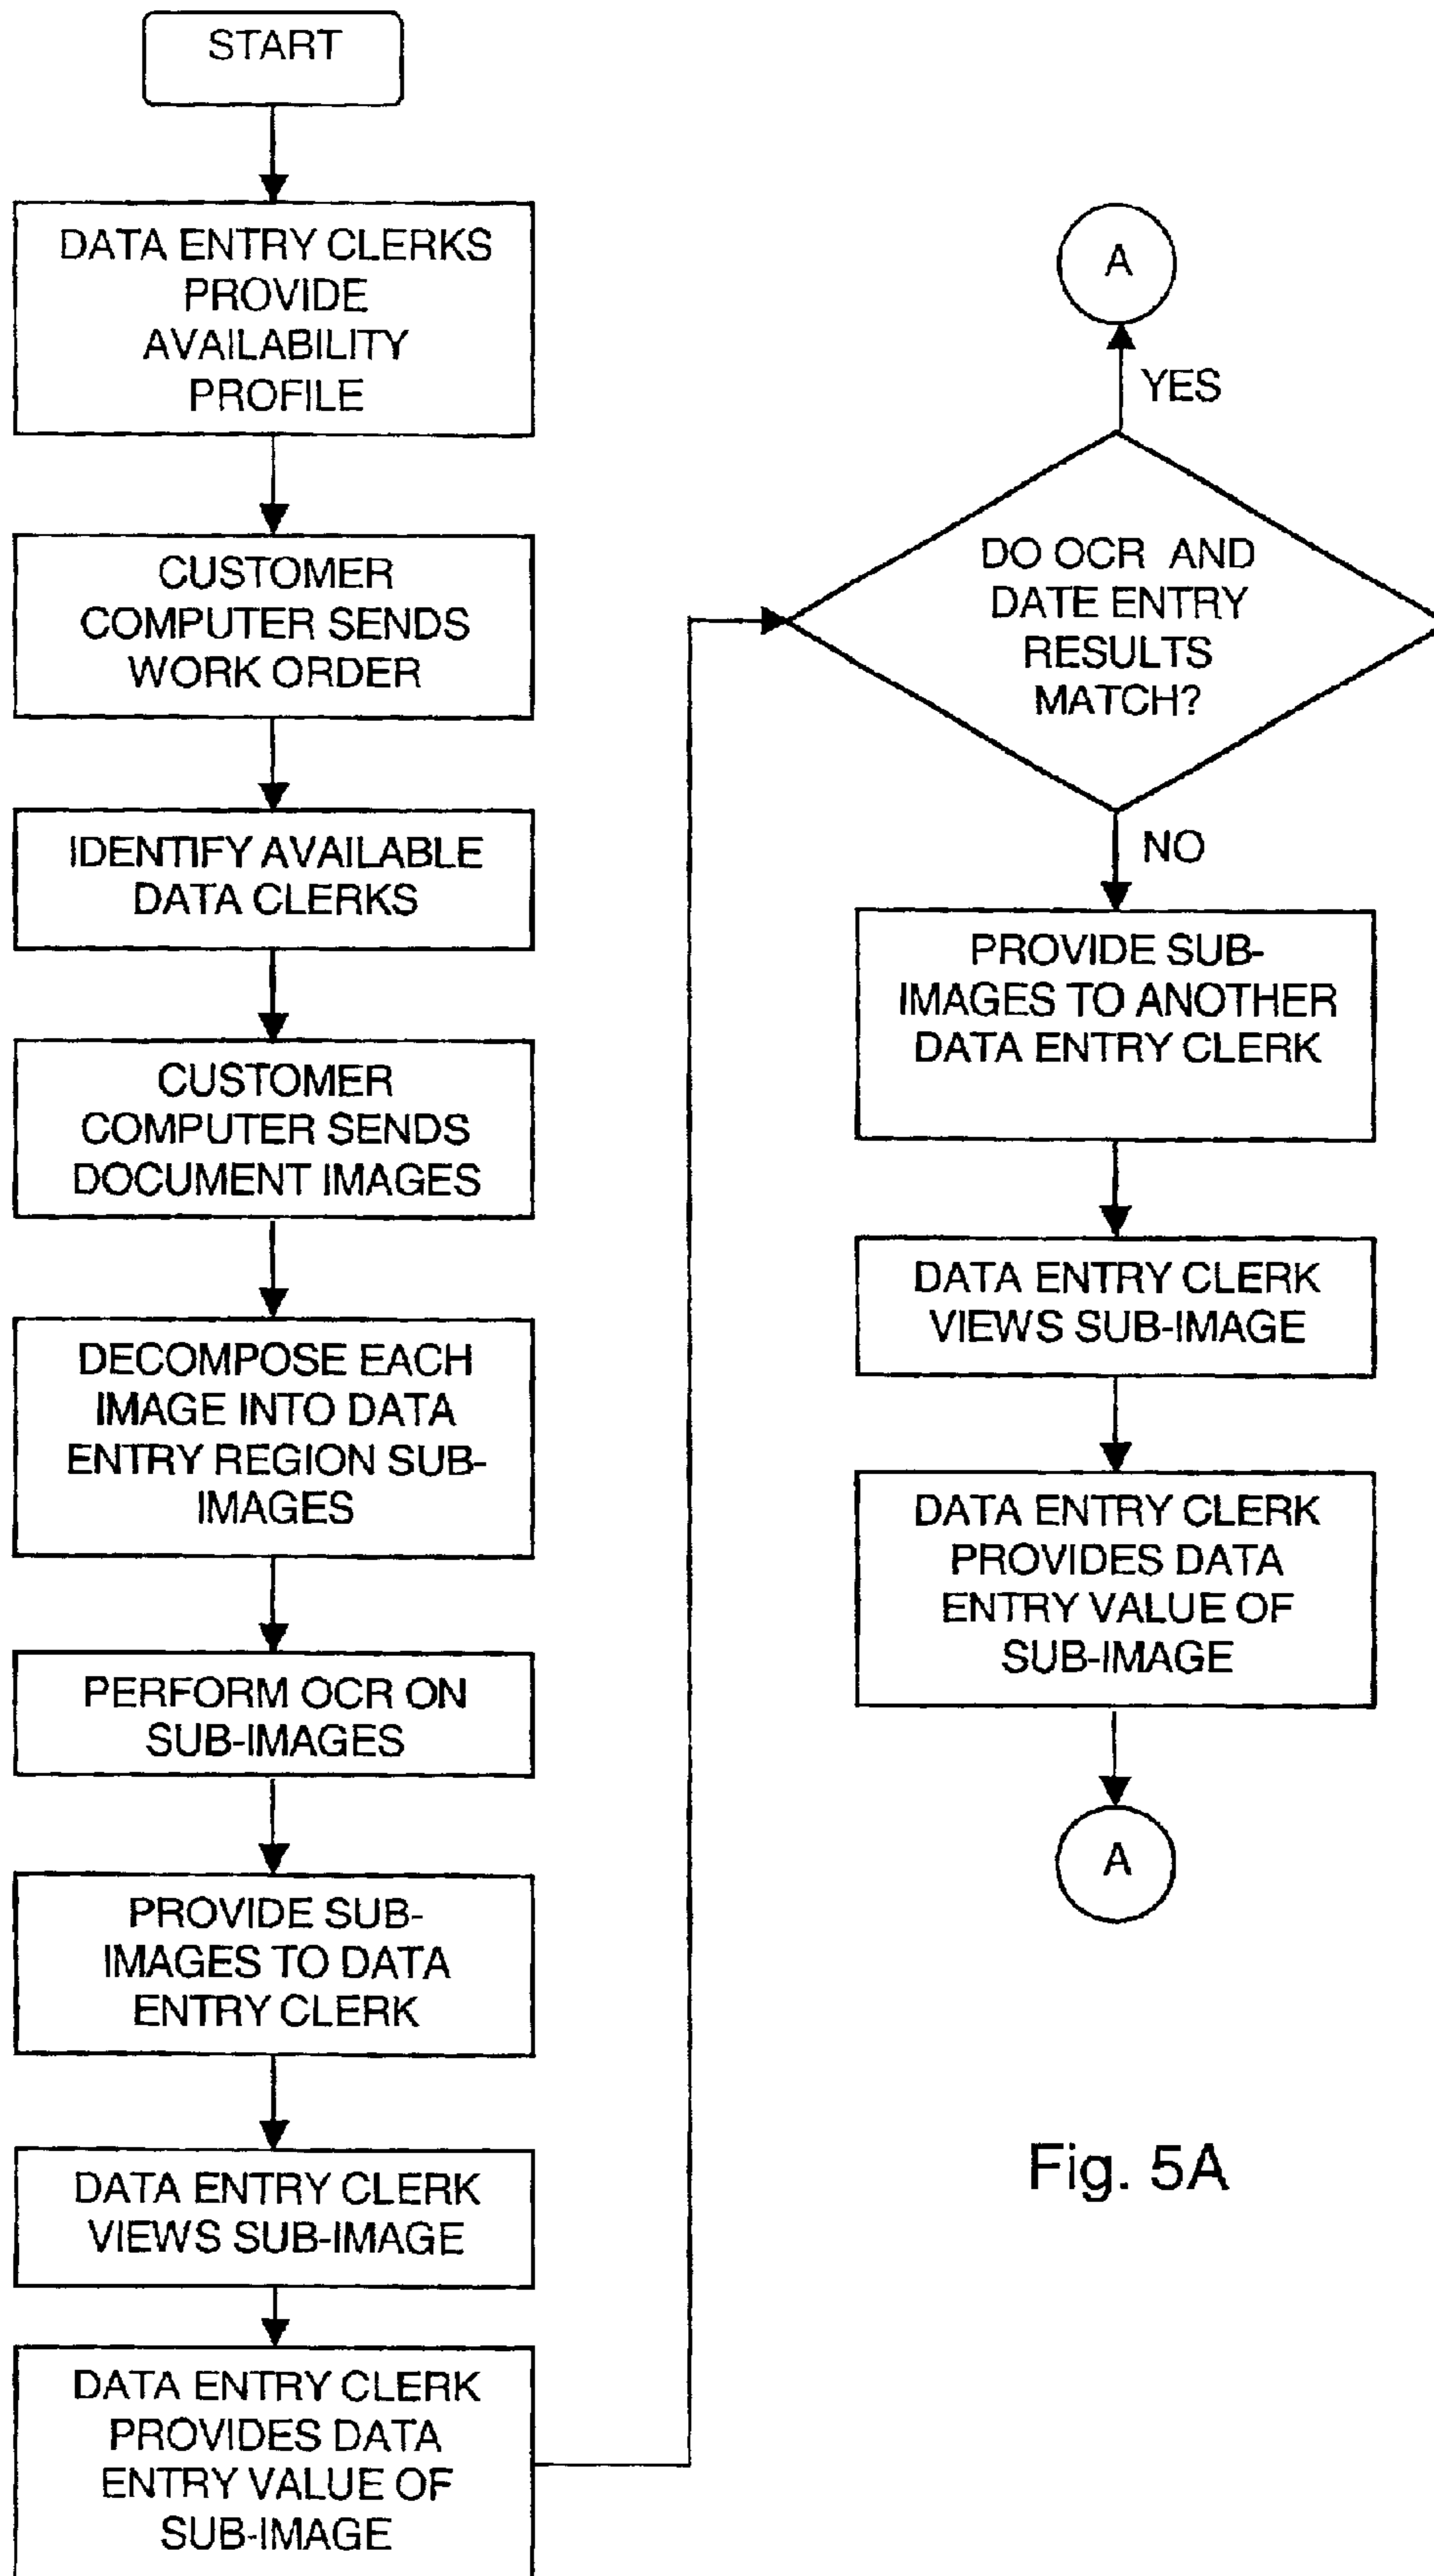 START
DATA ENTRY CLERKS
PROVIDE
AVAILABILITY
PROFILE
CUSTOMER
COMPUTER SENDS
WORK ORDER
IDENTIFY AVAILABLE
DATA CLERKS
CUSTOMER
COMPUTER SENDS
DOCUMENT IMAGES
DECOMPOSE EACH
IMAGE INTO DATA
ENTRY REGION SUB-
IMAGES
PERFORM OCR ON
SUB-IMAGES
PROVIDE SUB-
IMAGES TO DATA
ENTRY CLERK
DATA ENTRY CLERK
VIEWS SUB-IMAGE
DATA ENTRY CLERK
PROVIDES DATA
ENTRY VALUE OF
SUB-IMAGE
A
YES
DO OCR AND
DATE ENTRY
RESULTS
MATCH?
NO
PROVIDE SUB-
IMAGES TO ANOTHER
DATA ENTRY CLERK
DATA ENTRY CLERK
VIEWS SUB-IMAGE
DATA ENTRY CLERK
PROVIDES DATA
ENTRY VALUE OF
SUB-IMAGE
A
Fig. 5A